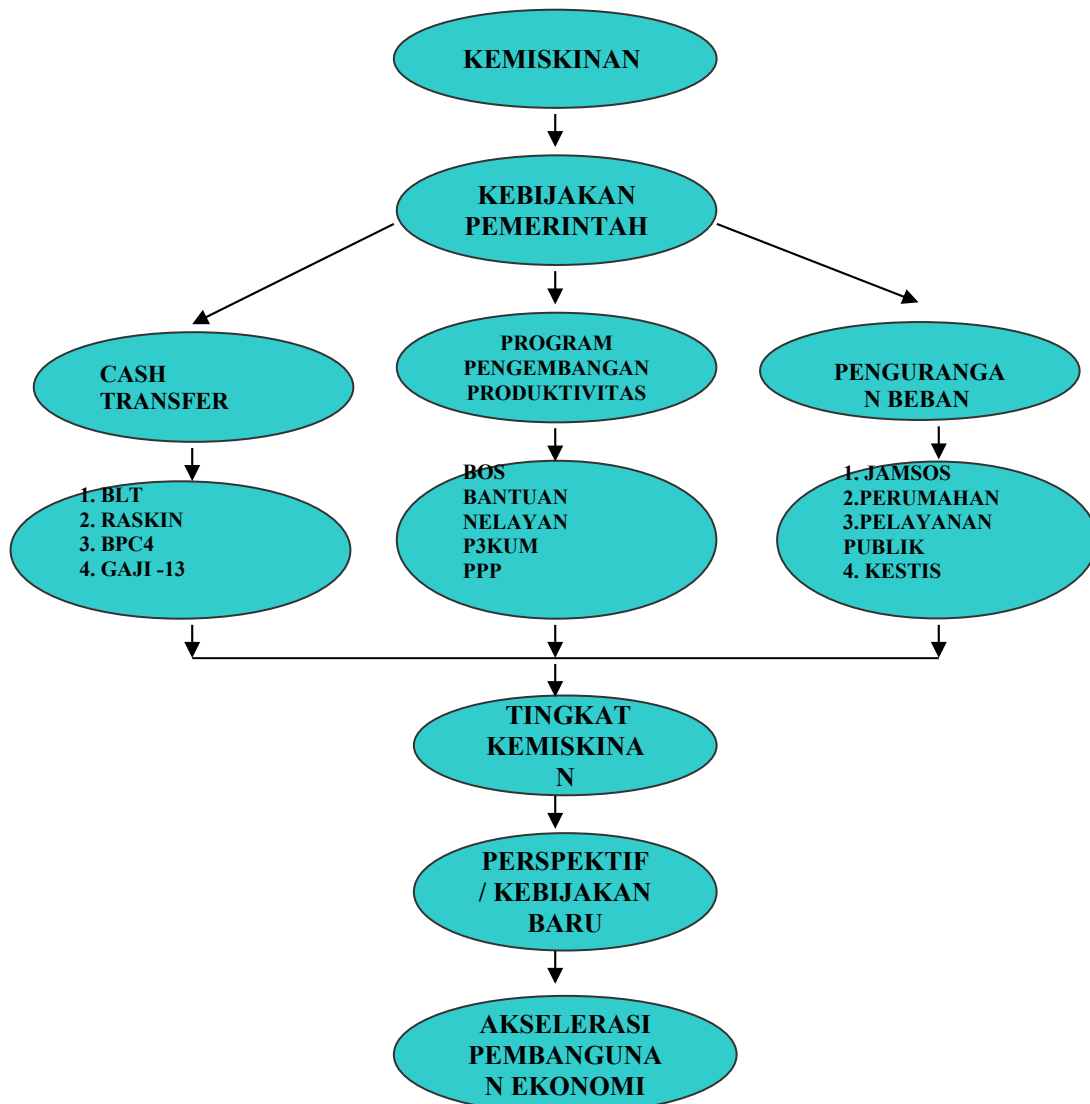 KEMISKINAN
KEBIJAKAN
PEMERINTAH
CASH
TRANSFER
PROGRAM
PENGEMBANGAN
PRODUKTIVITAS
PENGURANGA
N BEBAN
1. BLT
2. RASKIN
3. BPC4
4. GAJI -13
BOS
BANTUAN
NELAYAN
P3KUM
PPP
1. JAMSOS
2.PERUMAHAN
3.PELAYANAN
PUBLIK
4. KESTIS
TINGKAT
KEMISKINA
N
PERSPEKTIF
/ KEBIJAKAN
BARU
AKSELERASI
PEMBANGUNA
N EKONOMI